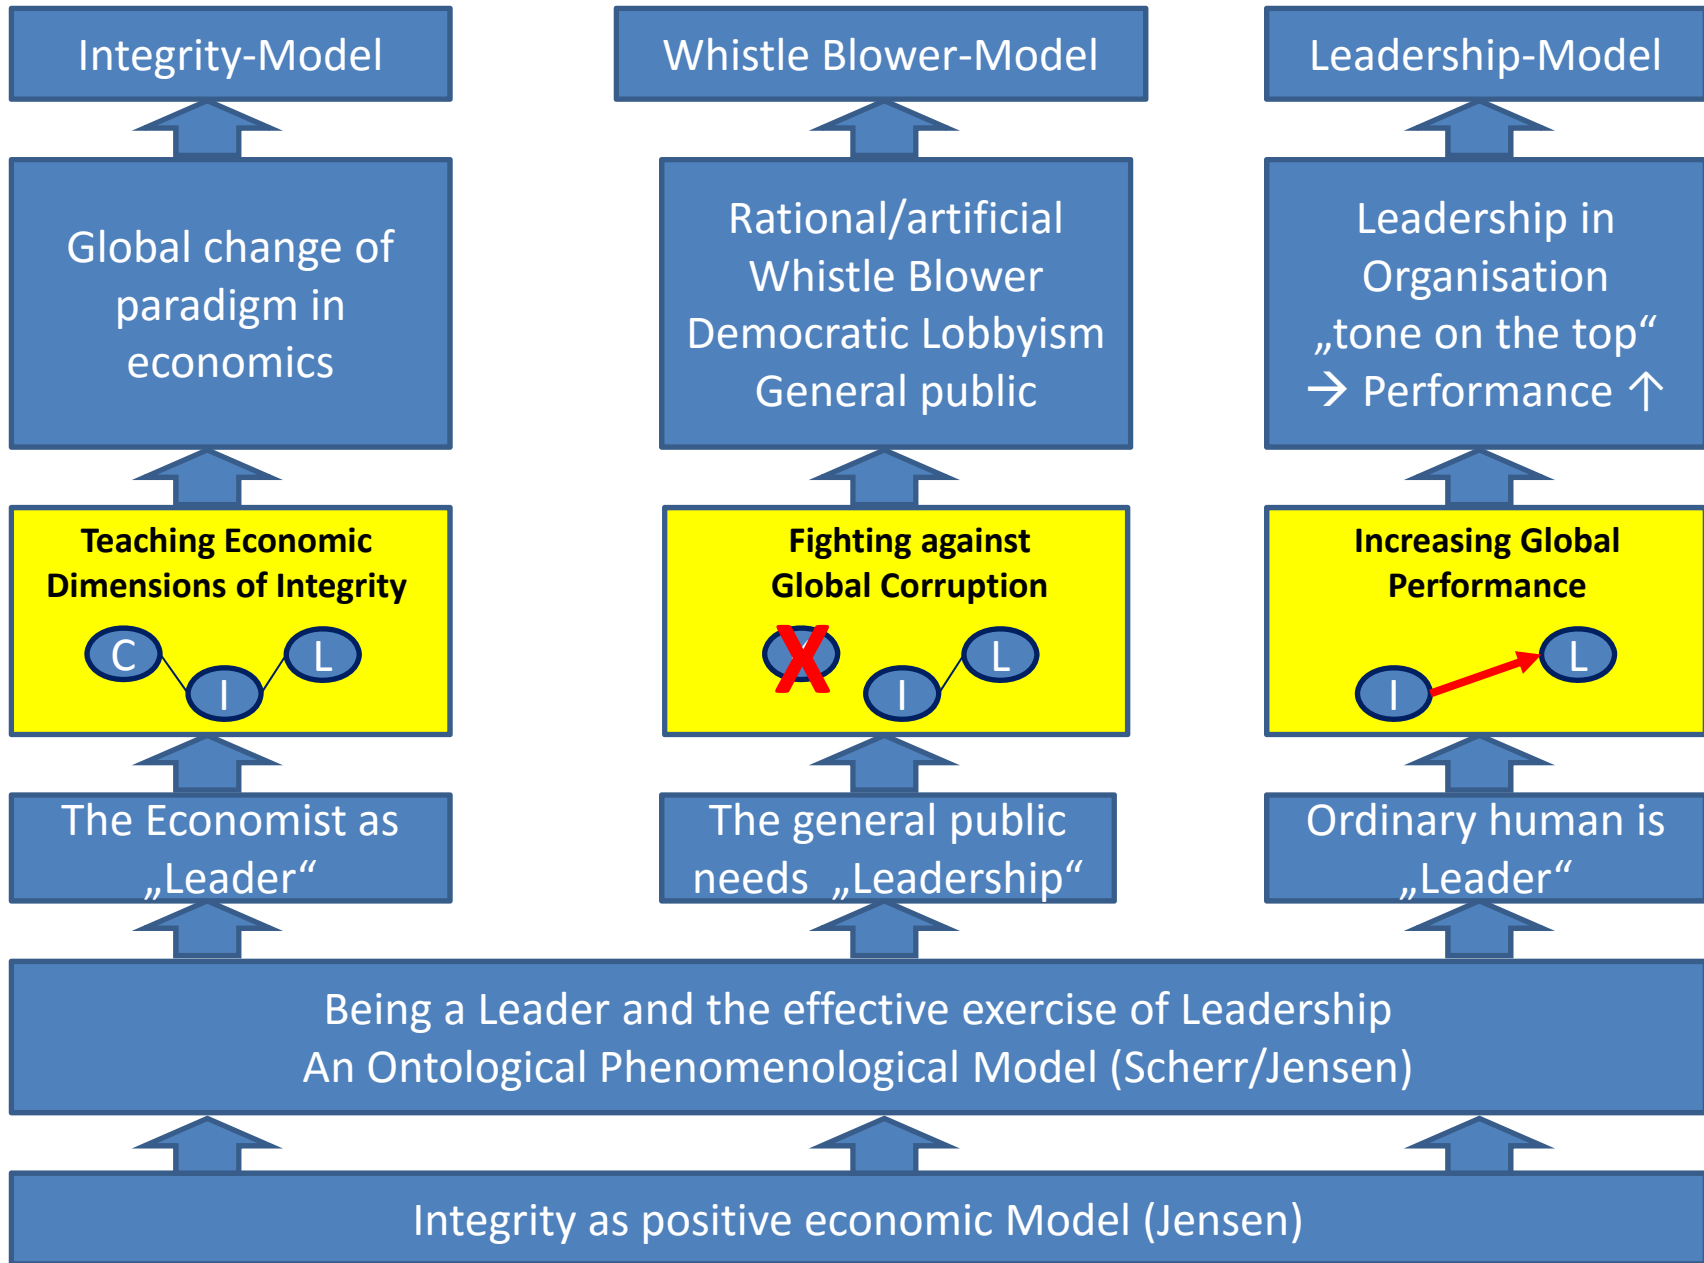 Integrity-Model
Whistle Blower-Model
Leadership-Model
Global change of
paradigm in
economics
Rational/artificial
Whistle Blower
Democratic Lobbyism
General public
Leadership in
Organisation
„tone on the top“
→ Performance ↑
Teaching Economic
Dimensions of Integrity
C
L
I
Fighting against
Global Corruption
X
L
I
Increasing Global
Performance
L
I
The Economist as
„Leader“
The general public
needs „Leadership“
Ordinary human is
„Leader“
Being a Leader and the effective exercise of Leadership
An Ontological Phenomenological Model (Scherr/Jensen)
Integrity as positive economic Model (Jensen)